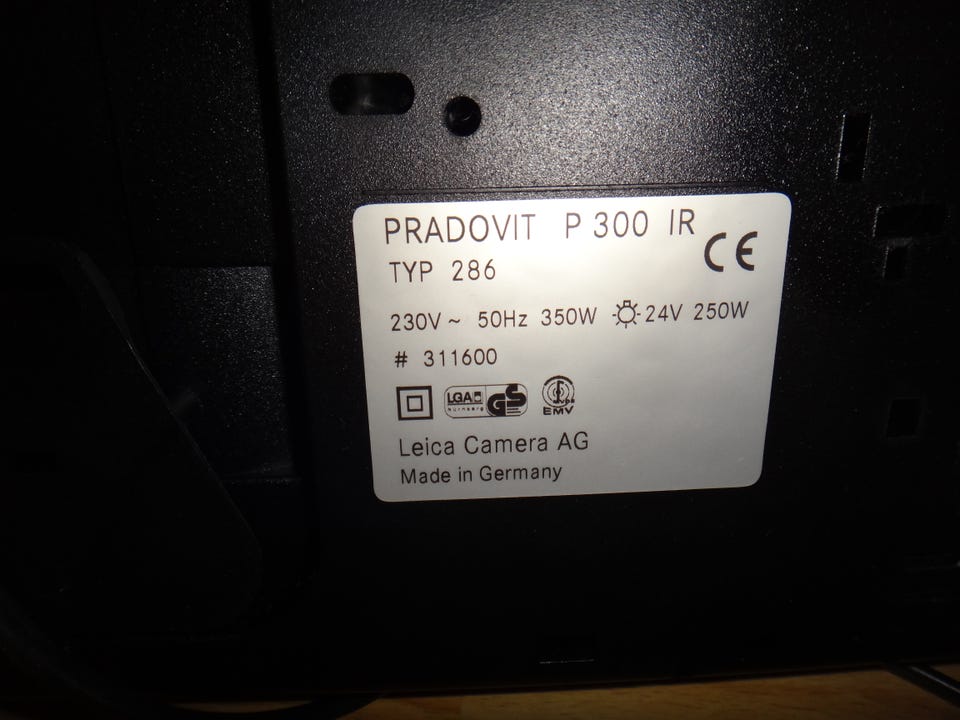 PRADOVIT P 300 IR
CE
TYP 286
230V ~ 50Hz 350W 24V 250W
# 311600
LGA GS EMV
nürnberg
Leica Camera AG
Made in Germany